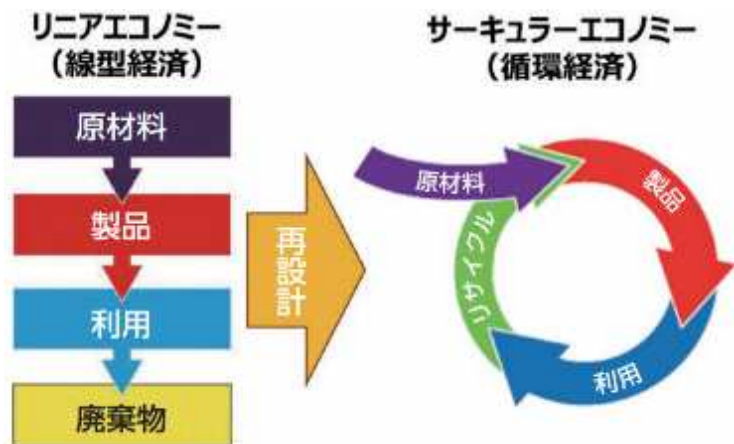 リニアエコノミー
（線型経済）
原材料
製品
利用
廃棄物
再設計
サーキュラーエコノミー
（循環経済）
原材料
製品
利用
リサイクル